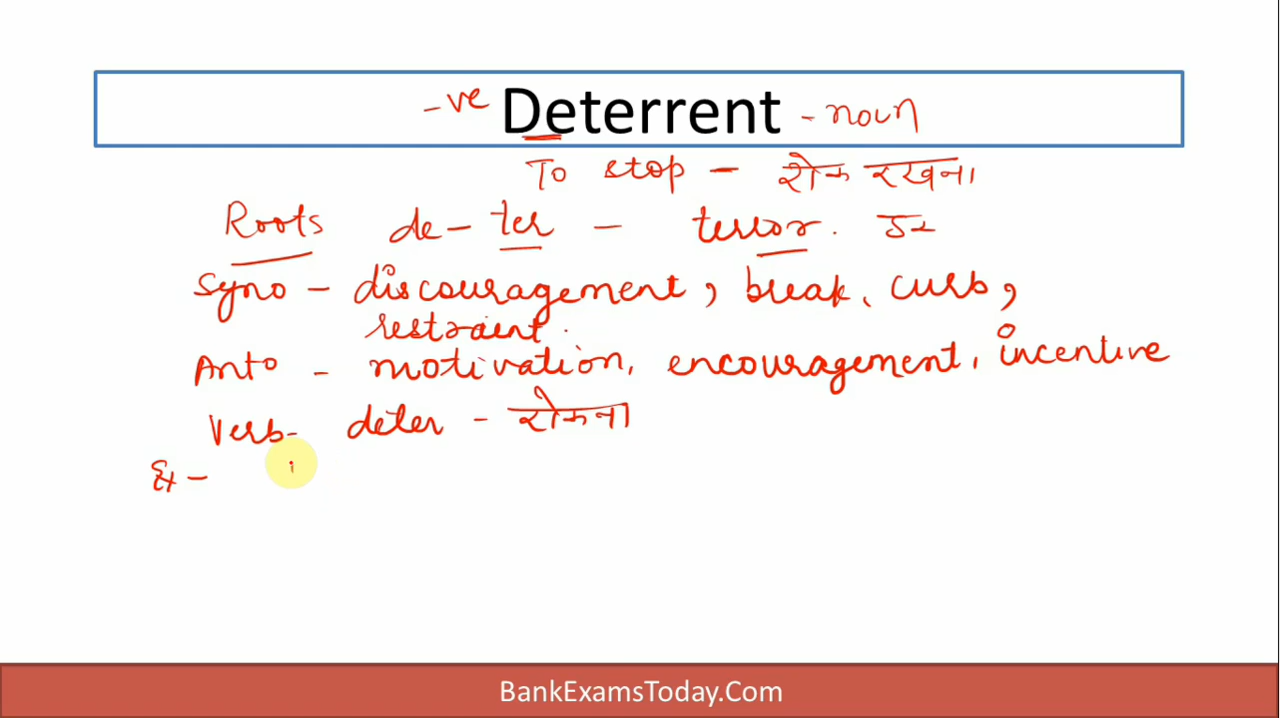 -ve Deterrent - noun
To stop - रोक रखना
Roots de- ter - terror. डर
Syno - discouragement, break, curb,
restraint.
Anto - motivation, encouragement, incentive
Verb- deter - रोकना
Ex -
BankExamsToday.Com